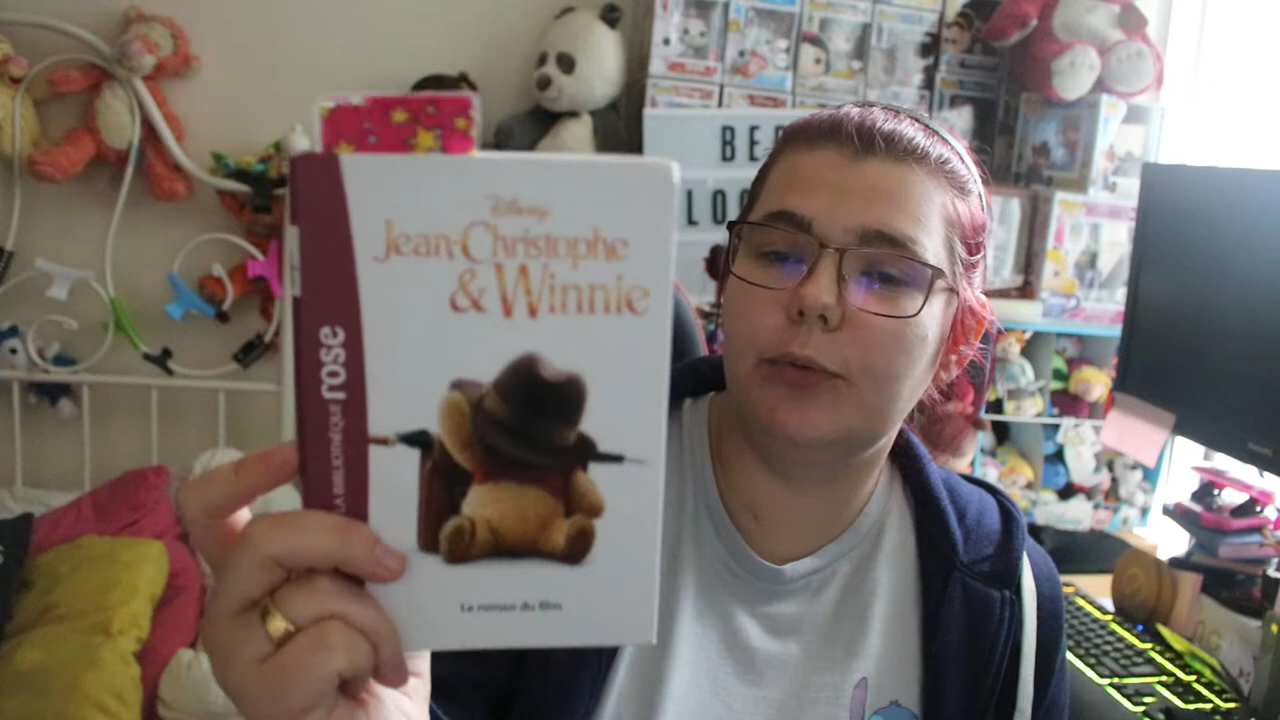 Disney
Jean-Christophe
& Winnie
LA BIBLIOTHÈQUE rose
Le roman du film
BE
LO